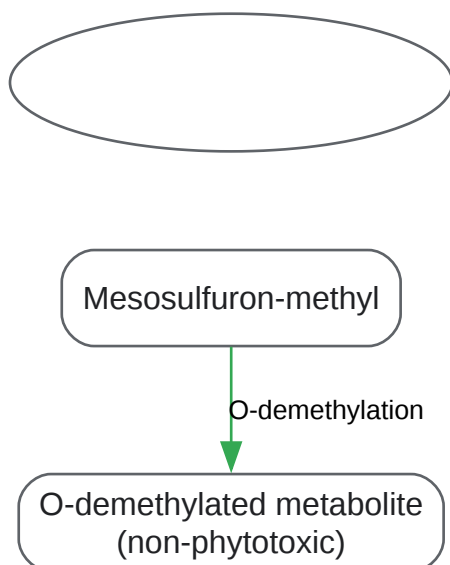 Mesosulfuron-methyl
O-demethylation
O-demethylated metabolite
(non-phytotoxic)